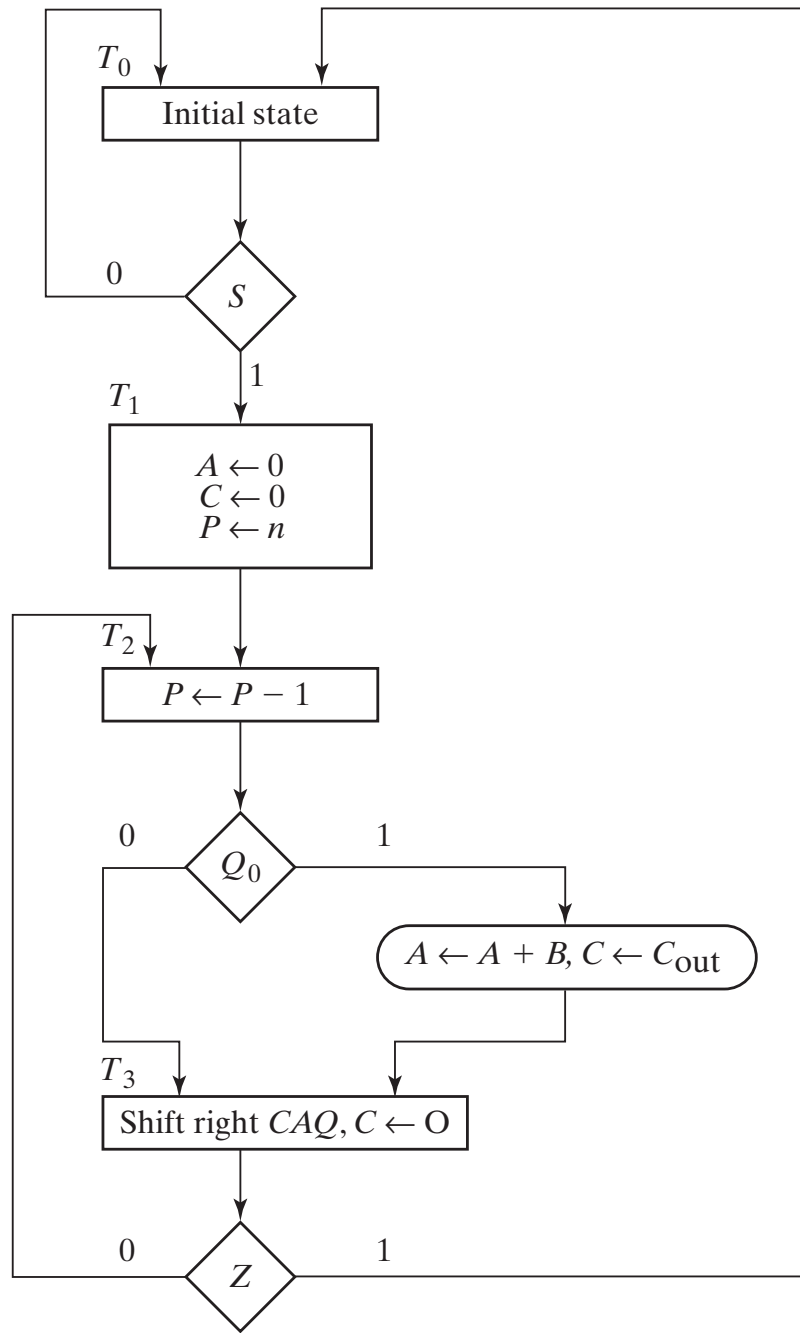 T0
Initial state
0
S
1
T1
A ← 0
C ← 0
P ← n
T2
P ← P − 1
0
1
Q0
A ← A + B, C ← Cout
T3
Shift right CAQ, C ← O
0
1
Z